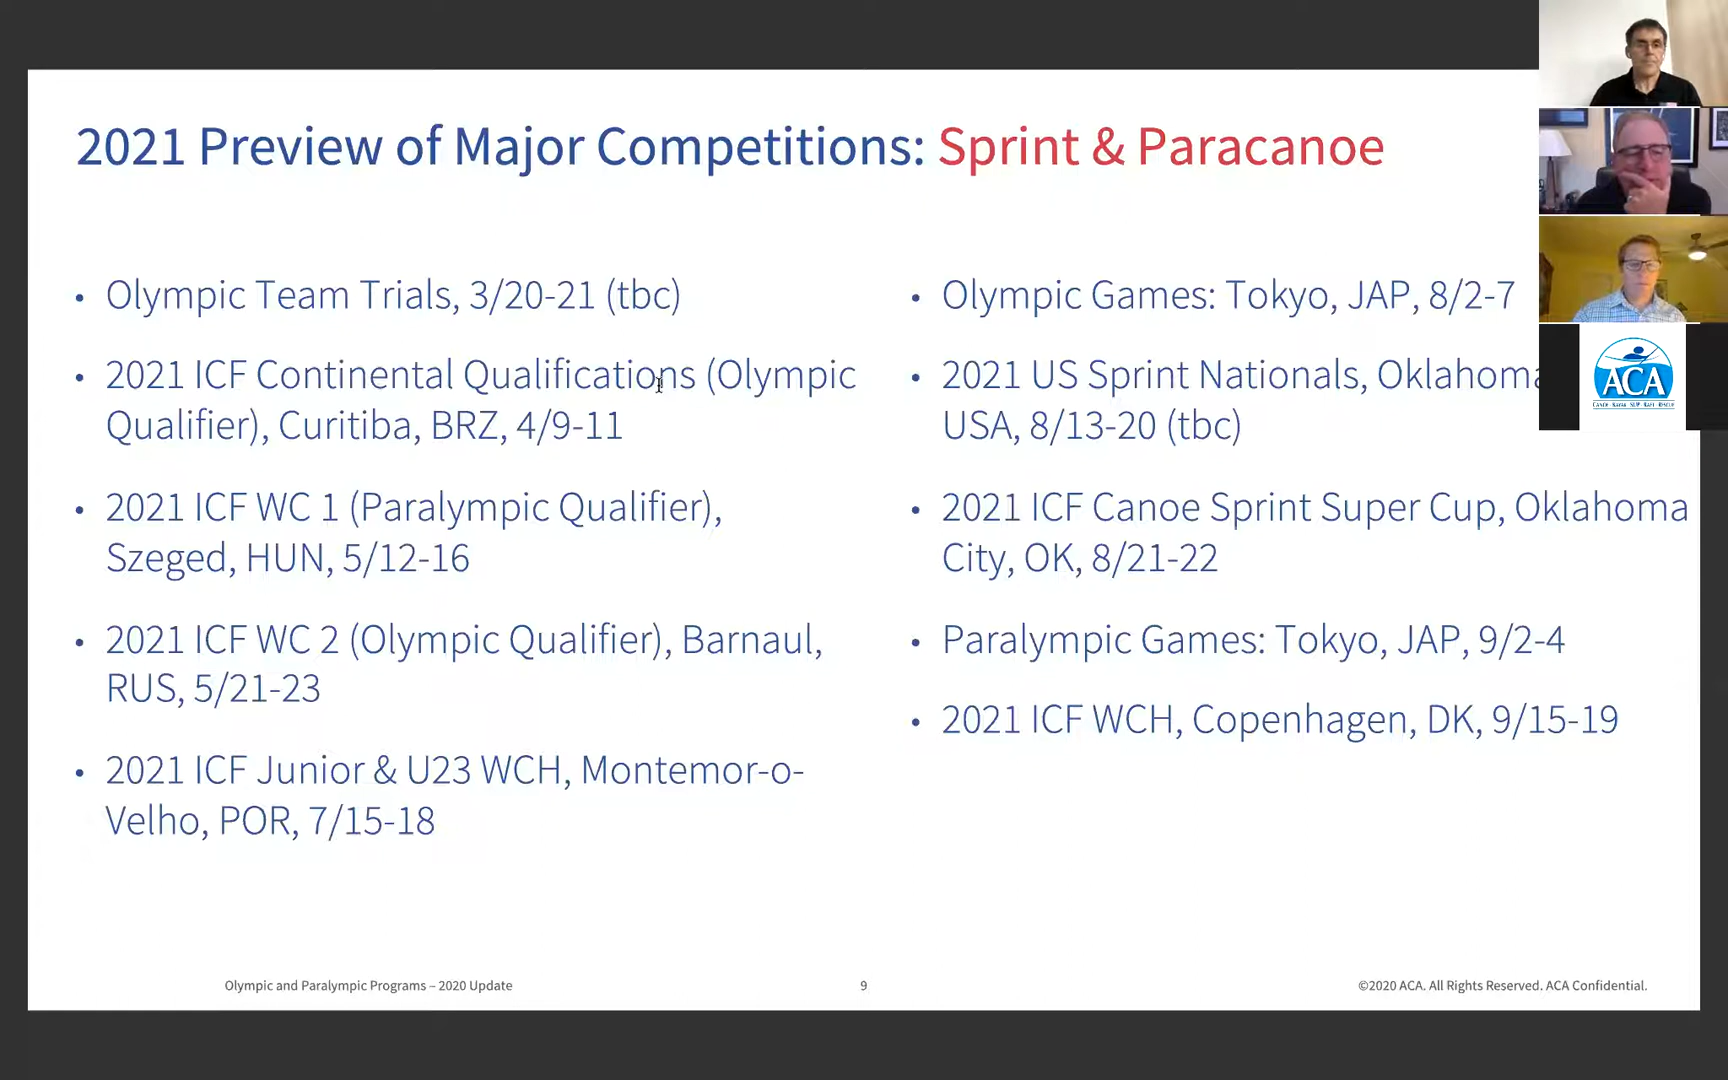 2021 Preview of Major Competitions: Sprint & Paracanoe
• Olympic Team Trials, 3/20-21 (tbc)
• 2021 ICF Continental Qualifications (Olympic
Qualifier), Curitiba, BRZ, 4/9-11
• 2021 ICF WC 1 (Paralympic Qualifier),
Szeged, HUN, 5/12-16
• 2021 ICF WC 2 (Olympic Qualifier), Barnaul,
RUS, 5/21-23
• 2021 ICF Junior & U23 WCH, Montemor-o-
Velho, POR, 7/15-18
• Olympic Games: Tokyo, JAP, 8/2-7
• 2021 US Sprint Nationals, Oklahoma
USA, 8/13-20 (tbc)
• 2021 ICF Canoe Sprint Super Cup, Oklahoma
City, OK, 8/21-22
• Paralympic Games: Tokyo, JAP, 9/2-4
• 2021 ICF WCH, Copenhagen, DK, 9/15-19
ACA
Canoe Kayak SUP Raft Rescue
Olympic and Paralympic Programs – 2020 Update
9
©2020 ACA. All Rights Reserved. ACA Confidential.